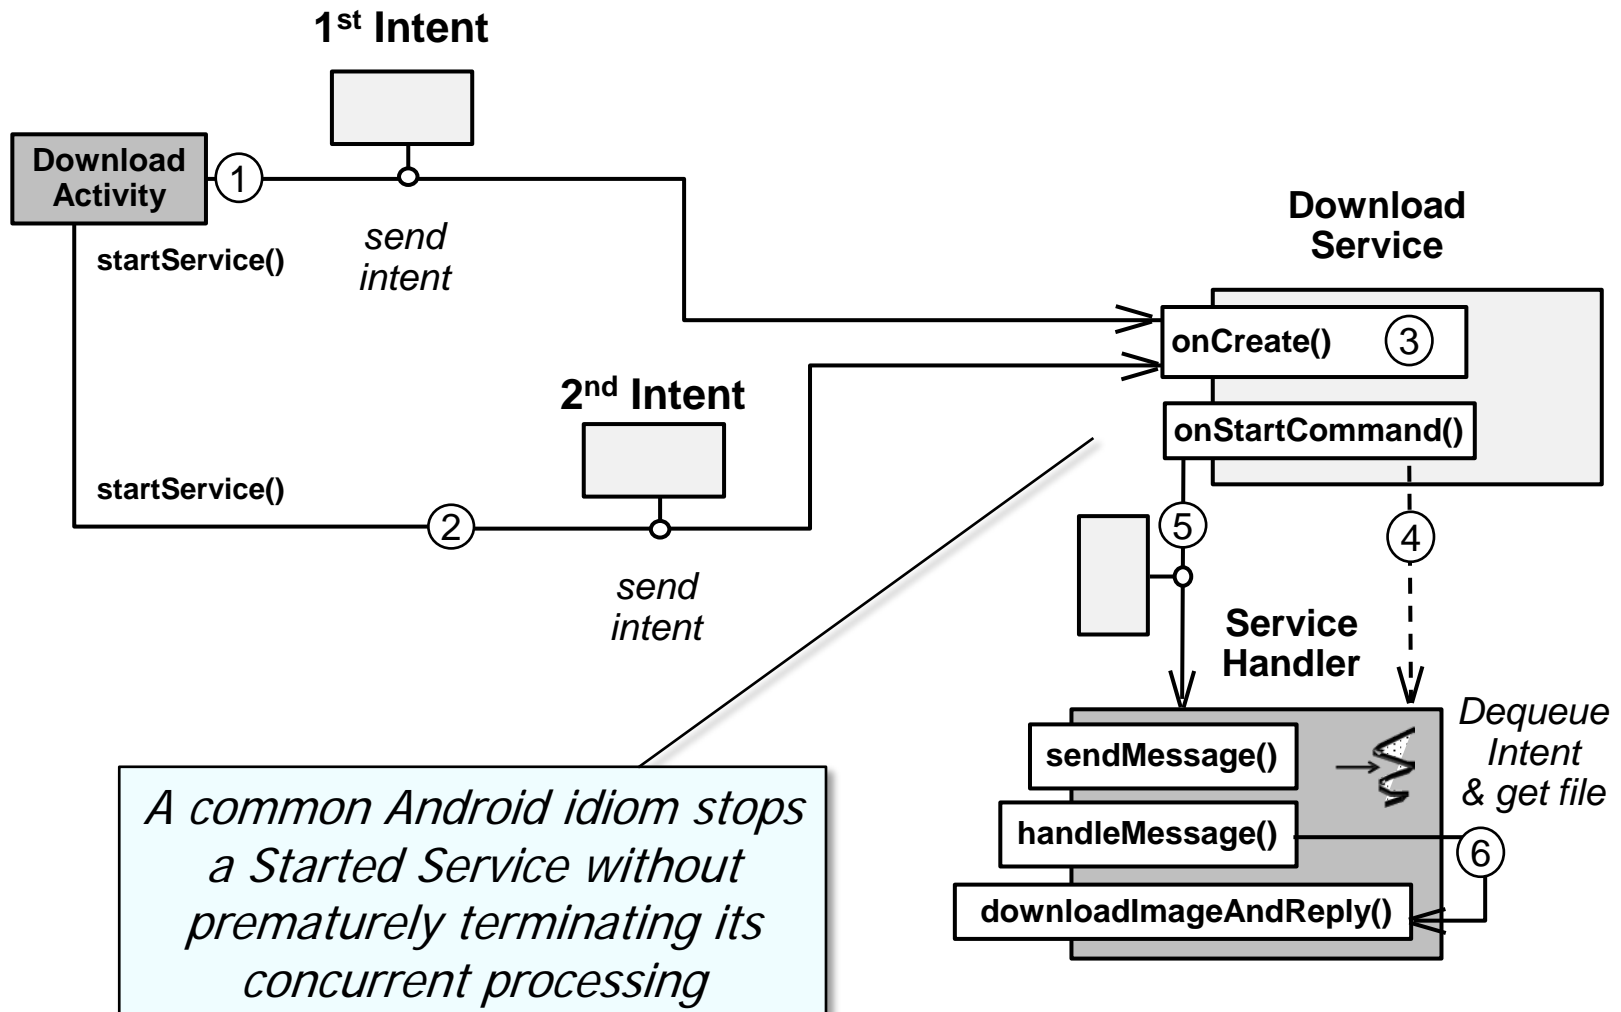 1st Intent
Download
Activity
1
send
intent
startService()
Download
Service
onCreate()
3
2nd Intent
onStartCommand()
startService()
2
send
intent
5
4
Service
Handler
Dequeue
Intent
& get file
sendMessage()
handleMessage()
6
downloadImageAndReply()
A common Android idiom stops
a Started Service without
prematurely terminating its
concurrent processing